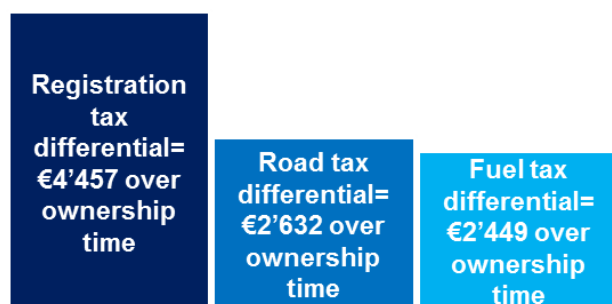 Registration
tax
differential=
€4'457 over
ownership
time
Road tax
differential=
€2'632 over
ownership
time
Fuel tax
differential=
€2'449 over
ownership
time